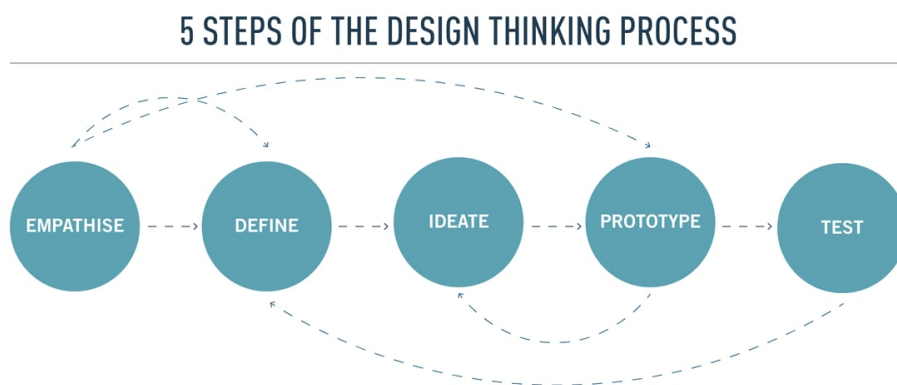 5 STEPS OF THE DESIGN THINKING PROCESS
EMPATHISE
DEFINE
IDEATE
PROTOTYPE
TEST